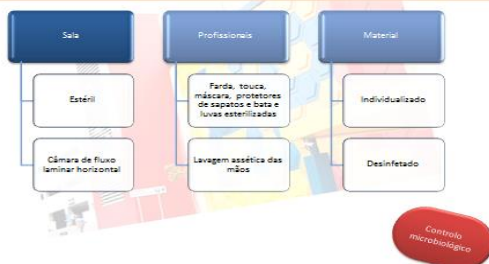 Sala
Profissionais
Material
Estéril
Farda, touca,
máscara, protetores
de sapatos e bata e
luvas esterilizadas
Individualizado
Câmara de fluxo
laminar horizontal
Lavagem assética das
mãos
Desinfetado
Controlo
microbiológico